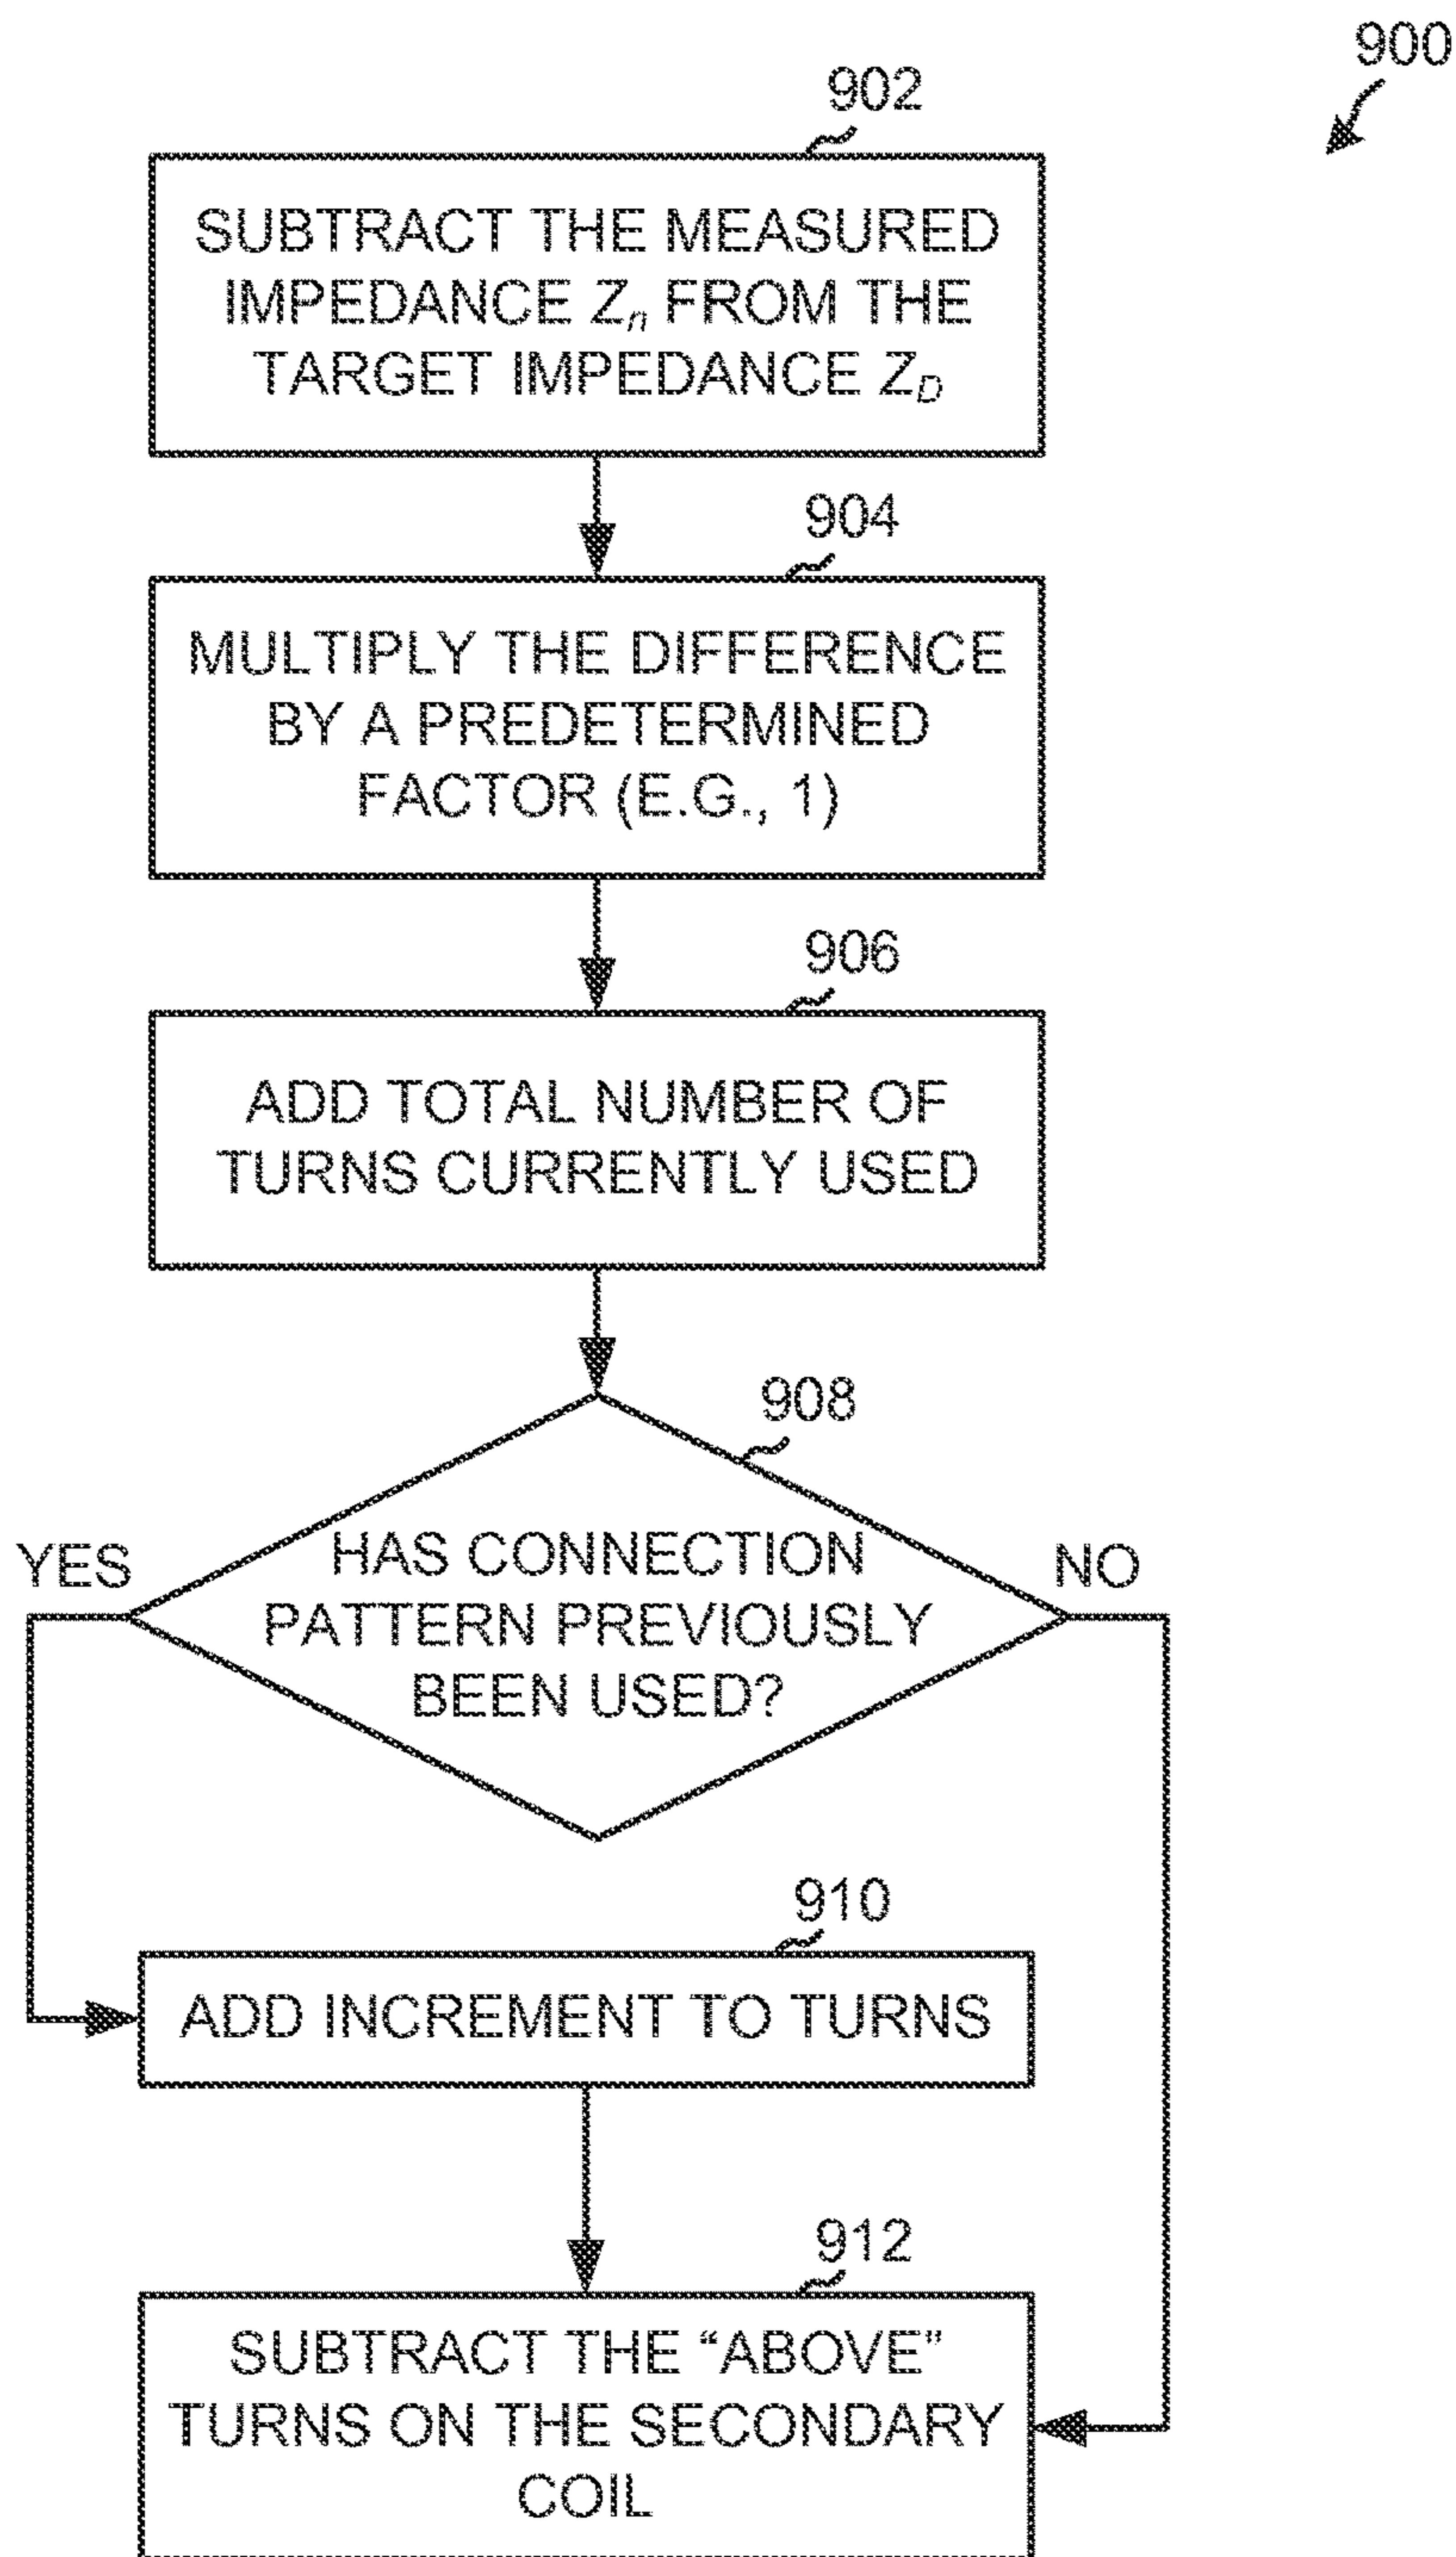 900
902
SUBTRACT THE MEASURED
IMPEDANCE Zn FROM THE
TARGET IMPEDANCE ZD
904
MULTIPLY THE DIFFERENCE
BY A PREDETERMINED
FACTOR (E.G., 1)
906
ADD TOTAL NUMBER OF
TURNS CURRENTLY USED
908
HAS CONNECTION
PATTERN PREVIOUSLY
BEEN USED?
YES
NO
910
ADD INCREMENT TO TURNS
912
SUBTRACT THE “ABOVE”
TURNS ON THE SECONDARY
COIL